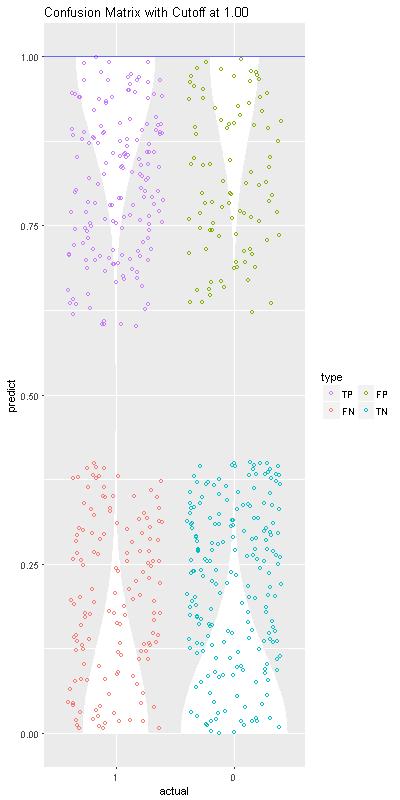 Confusion Matrix with Cutoff at 1.00
1.00
0.75
0.50
0.25
0.00
predict
1
0
actual
type
TP FP
FN TN